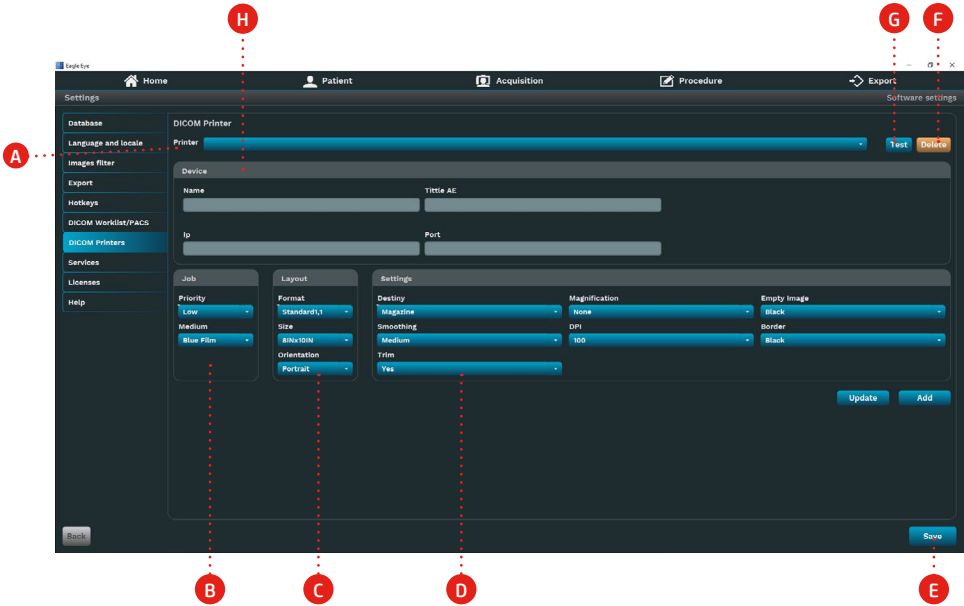 H G F
Eagle Eye
Home Patient Acquisition Procedure Export
Settings Software settings
Database DICOM Printer
A Language and locale Printer Test Delete
Images filter Device
Export Name Tittle AE
Hotkeys
DICOM Worklist/PACS Ip Port
DICOM Printers
Services
Licenses Job Layout Settings
Help Priority Format Destiny Magnification Empty Image
Low Standard1,1 Magazine None Black
Medium Size Smoothing DPI Border
Blue Film 8INx10IN Medium 100 Black
Orientation Trim
Portrait Yes
Update Add
Back Save
B C D E